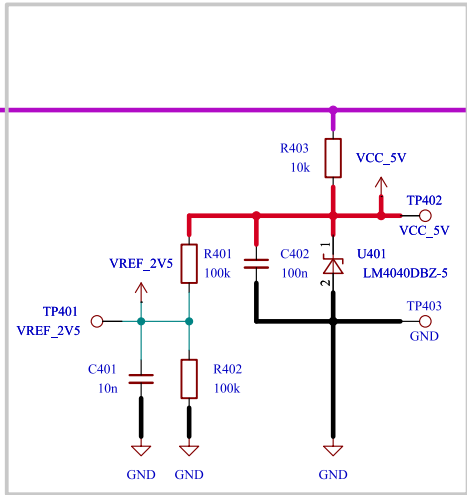 R403
10k
VCC_5V
TP402
VCC_5V
R401
100k
C402
100n
1
2
U401
LM4040DBZ-5
VREF_2V5
TP401
VREF_2V5
TP403
GND
C401
10n
R402
100k
GND
GND
GND